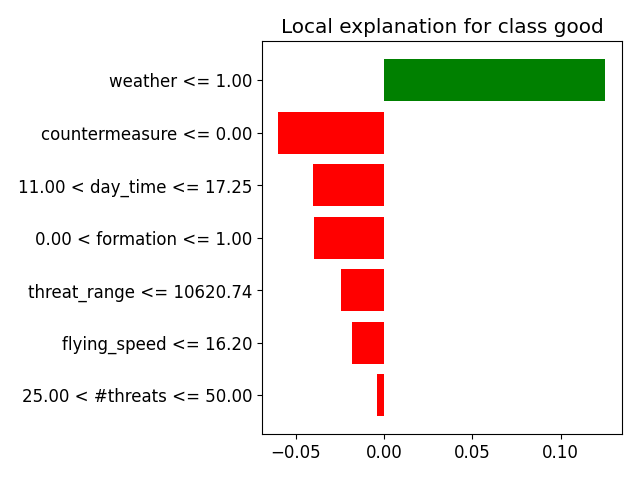 Local explanation for class good
weather <= 1.00
countermeasure <= 0.00
11.00 < day_time <= 17.25
0.00 < formation <= 1.00
threat_range <= 10620.74
flying_speed <= 16.20
25.00 < #threats <= 50.00
−0.05 0.00 0.05 0.10